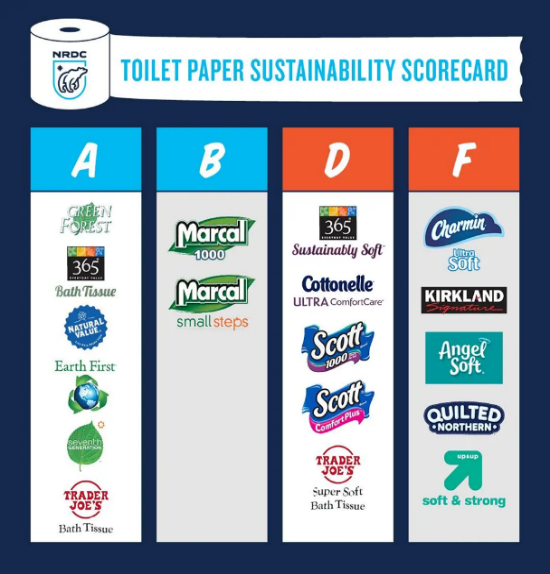 NRDC
TOILET PAPER SUSTAINABILITY SCORECARD
A
GREEN
FOREST
365
EVERYDAY VALUE
Bath Tissue
NATURAL
VALUE
Earth First
seventh
GENERATION
TRADER
JOE'S
Bath Tissue
B
Marcal
1000
Marcal
small steps
D
365
EVERYDAY VALUE
Sustainably Soft
Cottonelle
ULTRA ComfortCare
Scott
1000
Scott
ComfortPlus
TRADER
JOE'S
Super Soft
Bath Tissue
F
Charmin
Ultra
Soft
KIRKLAND
Signature
Angel
Soft
QUILTED
NORTHERN
up&up
soft & strong